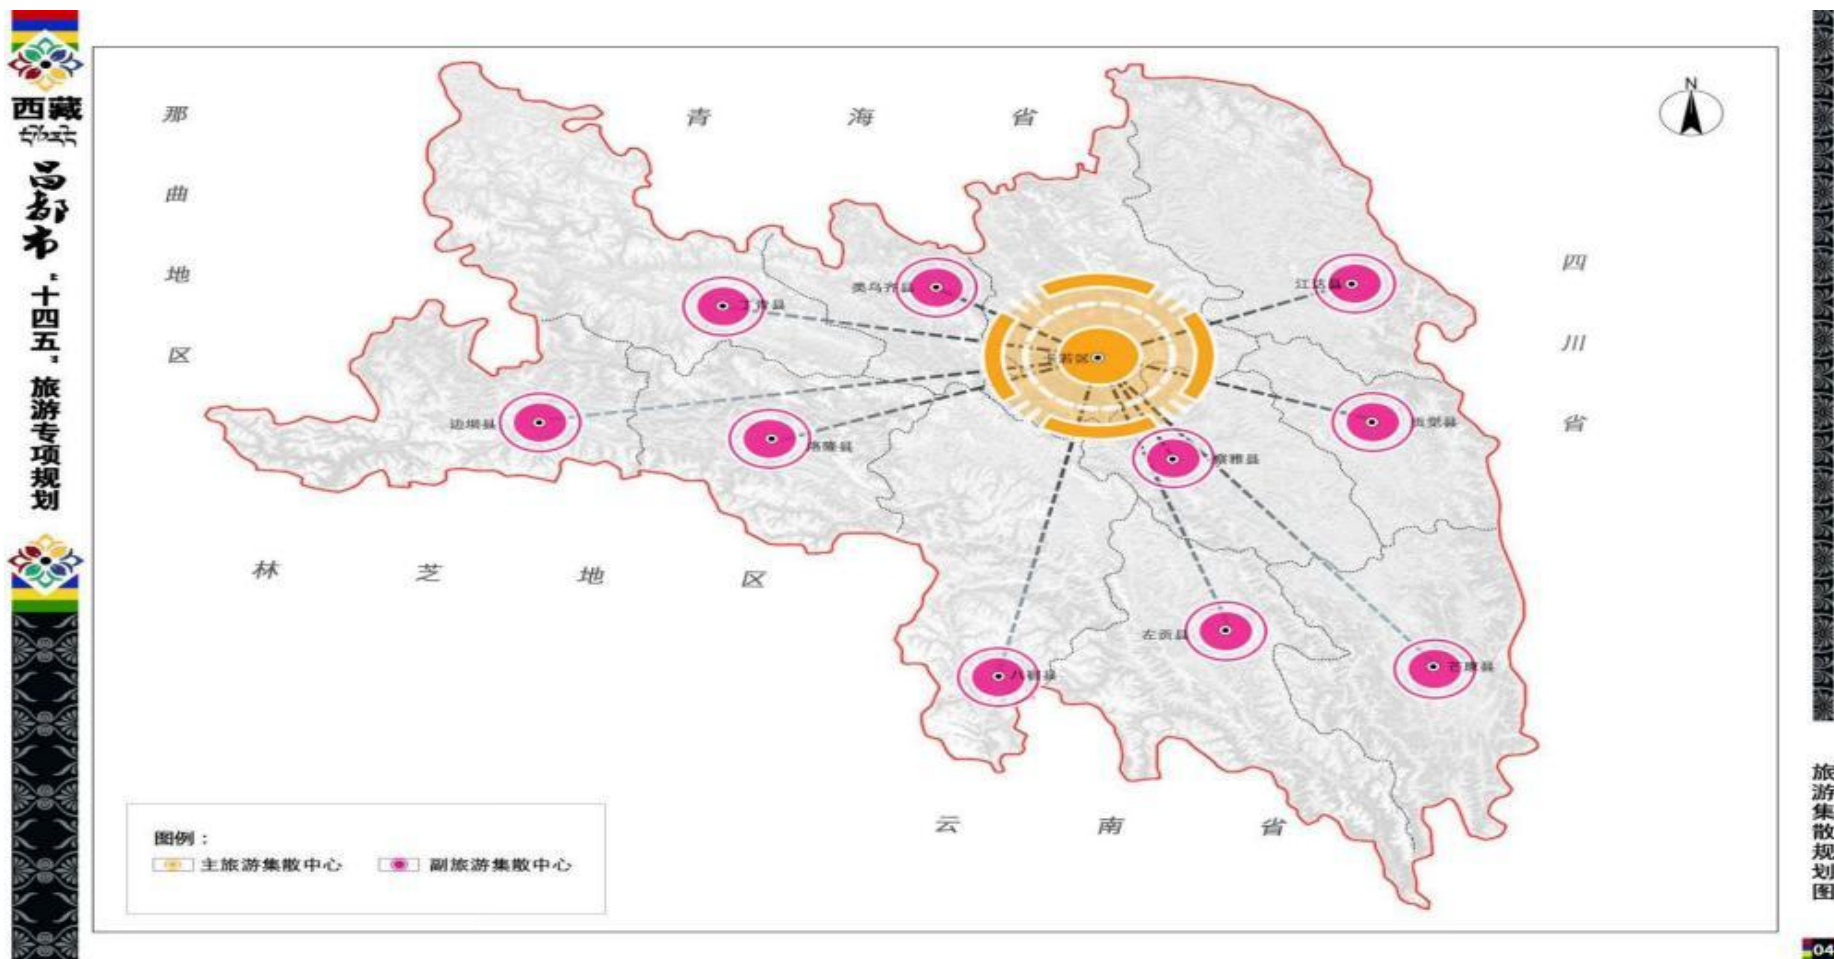 西藏
昌都市
“十四五”旅游专项规划
那曲地区
青海省
四川省
林芝地区
云南省
N
丁青县
类乌齐县
江达县
卡若区
边坝县
洛隆县
贡觉县
察雅县
左贡县
八宿县
芒康县
图例：
主旅游集散中心
副旅游集散中心
旅游集散规划图
04